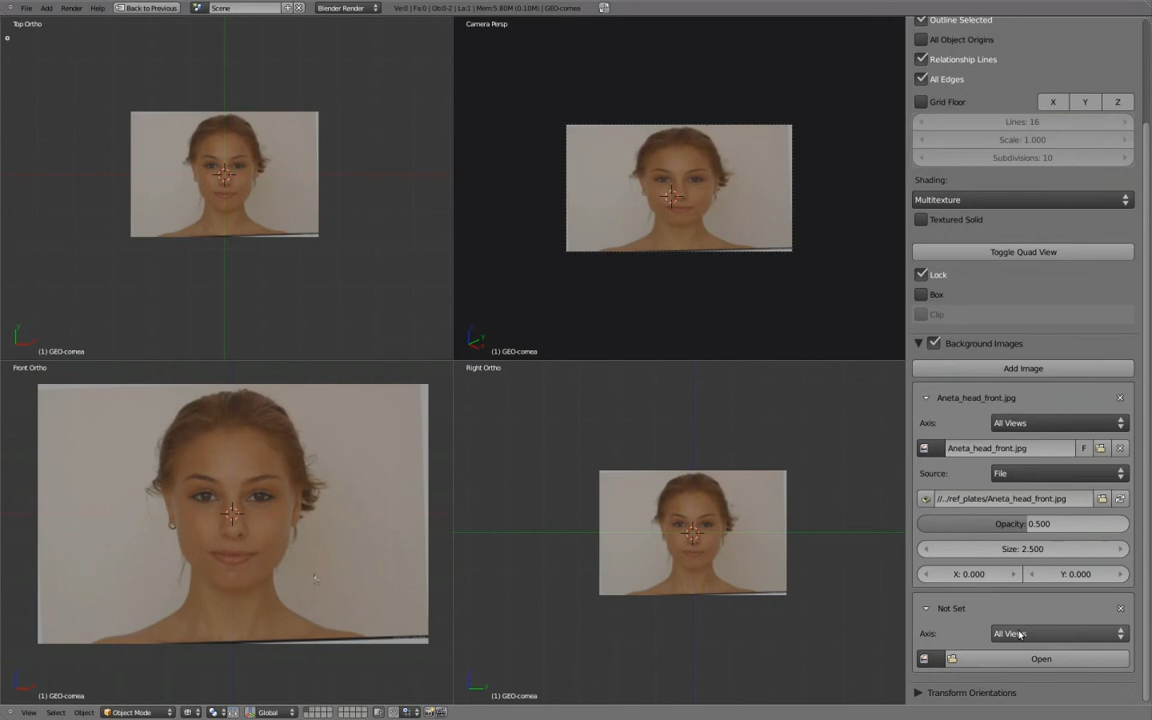 File Add Render Back to Previous Scene Blender Render Ve:0 | Fa:0 | Ob:0-2 | La:1 | Mem:5.80M (0.10M) | GEO-cornea
Top Ortho
Camera Persp
(1) GEO-cornea
(1) GEO-cornea
Front Ortho
Right Ortho
(1) GEO-cornea
(1) GEO-cornea
View Select Object Object Mode Global
Outline Selected
All Object Origins
Relationship Lines
All Edges
Grid Floor X Y Z
Lines: 16
Scale: 1.000
Subdivisions: 10
Shading:
Multitexture
Textured Solid
Toggle Quad View
Lock
Box
Clip
Background Images
Add Image
Aneta_head_front.jpg
Axis: All Views
Aneta_head_front.jpg F
Source: File
//../ref_plates/Aneta_head_front.jpg
Opacity: 0.500
Size: 2.500
X: 0.000 Y: 0.000
Not Set
Axis: All Views
Open
Transform Orientations